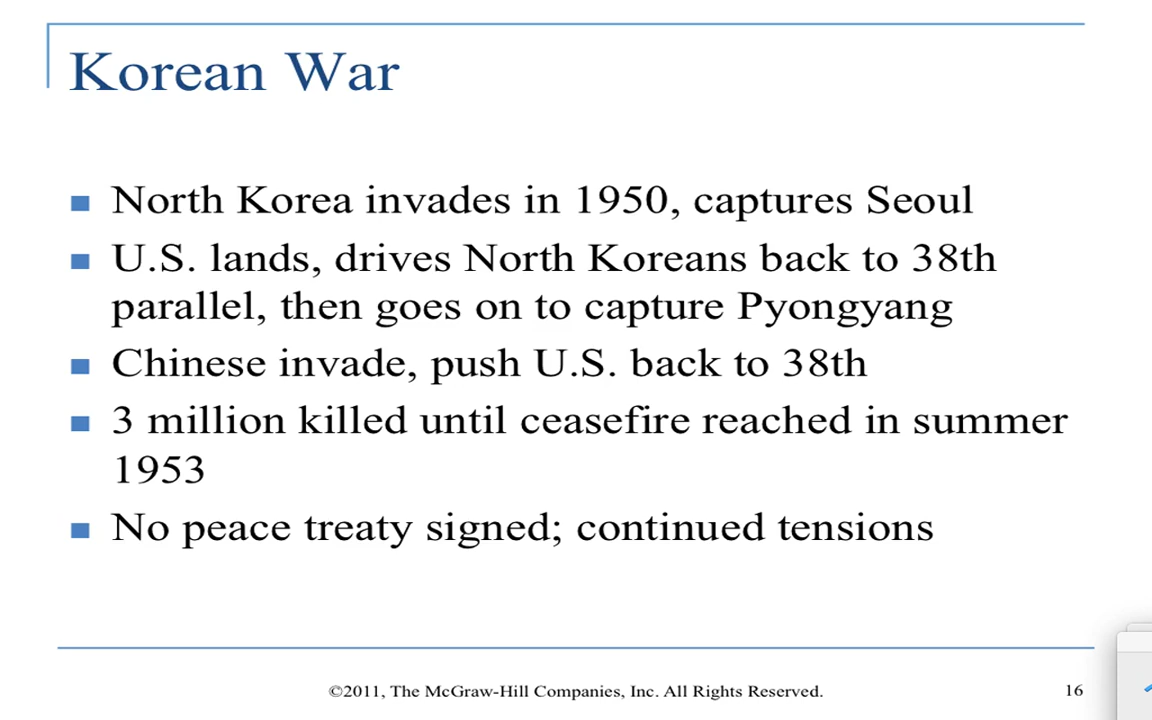 Korean War
North Korea invades in 1950, captures Seoul
U.S. lands, drives North Koreans back to 38th
parallel, then goes on to capture Pyongyang
Chinese invade, push U.S. back to 38th
3 million killed until ceasefire reached in summer
1953
No peace treaty signed; continued tensions
©2011, The McGraw-Hill Companies, Inc. All Rights Reserved.
16